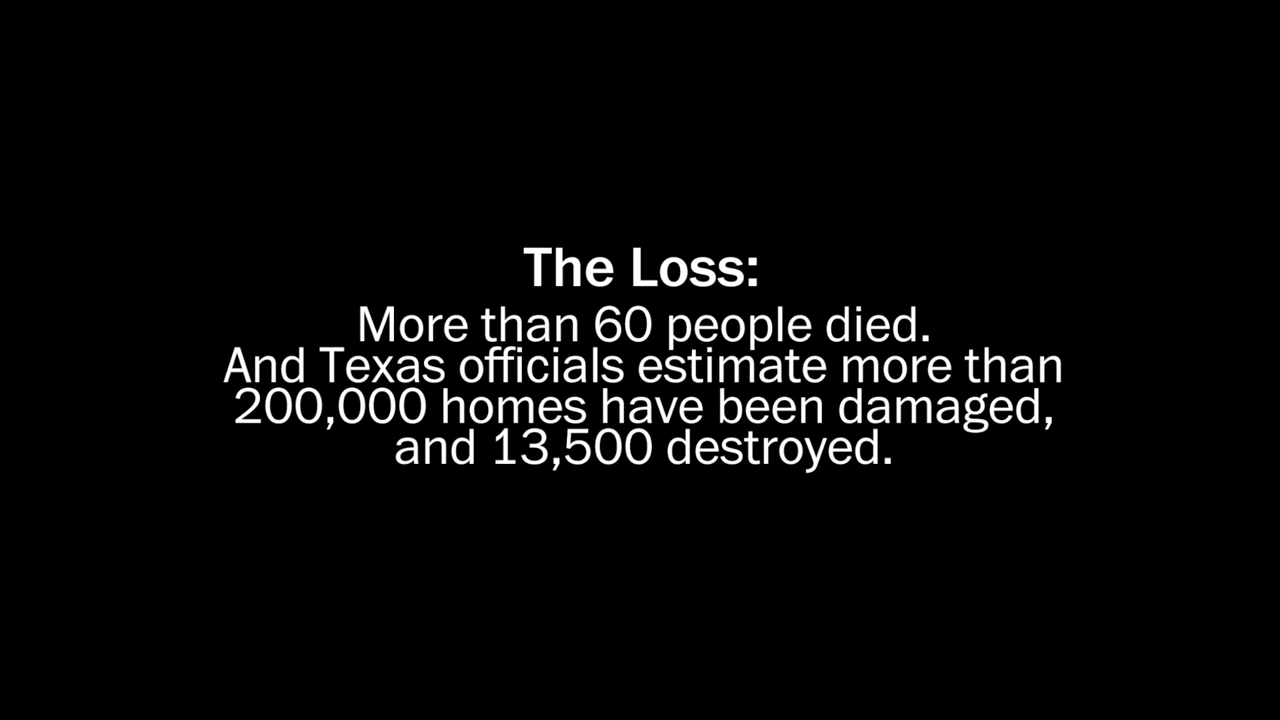 The Loss:
More than 60 people died.
And Texas officials estimate more than
200,000 homes have been damaged,
and 13,500 destroyed.